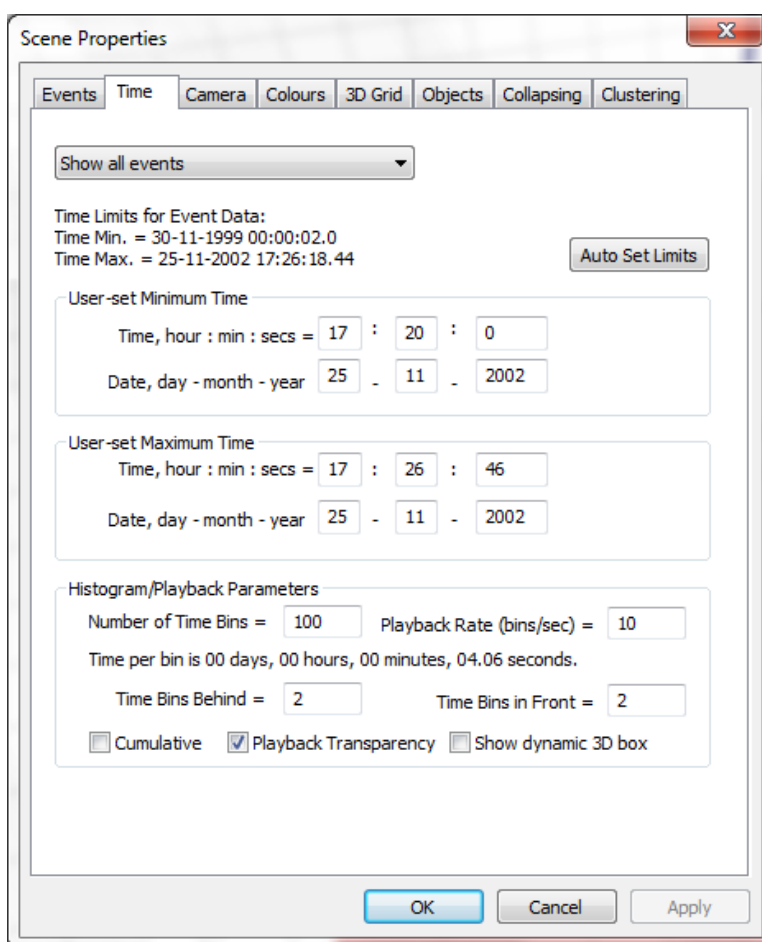 Scene Properties
Events Time Camera Colours 3D Grid Objects Collapsing Clustering
Show all events
Time Limits for Event Data:
Time Min. = 30-11-1999 00:00:02.0
Time Max. = 25-11-2002 17:26:18.44
Auto Set Limits
User-set Minimum Time
Time, hour : min : secs = 17 : 20 : 0
Date, day - month - year 25 - 11 - 2002
User-set Maximum Time
Time, hour : min : secs = 17 : 26 : 46
Date, day - month - year 25 - 11 - 2002
Histogram/Playback Parameters
Number of Time Bins = 100 Playback Rate (bins/sec) = 10
Time per bin is 00 days, 00 hours, 00 minutes, 04.06 seconds.
Time Bins Behind = 2 Time Bins in Front = 2
Cumulative Playback Transparency Show dynamic 3D box
OK Cancel Apply